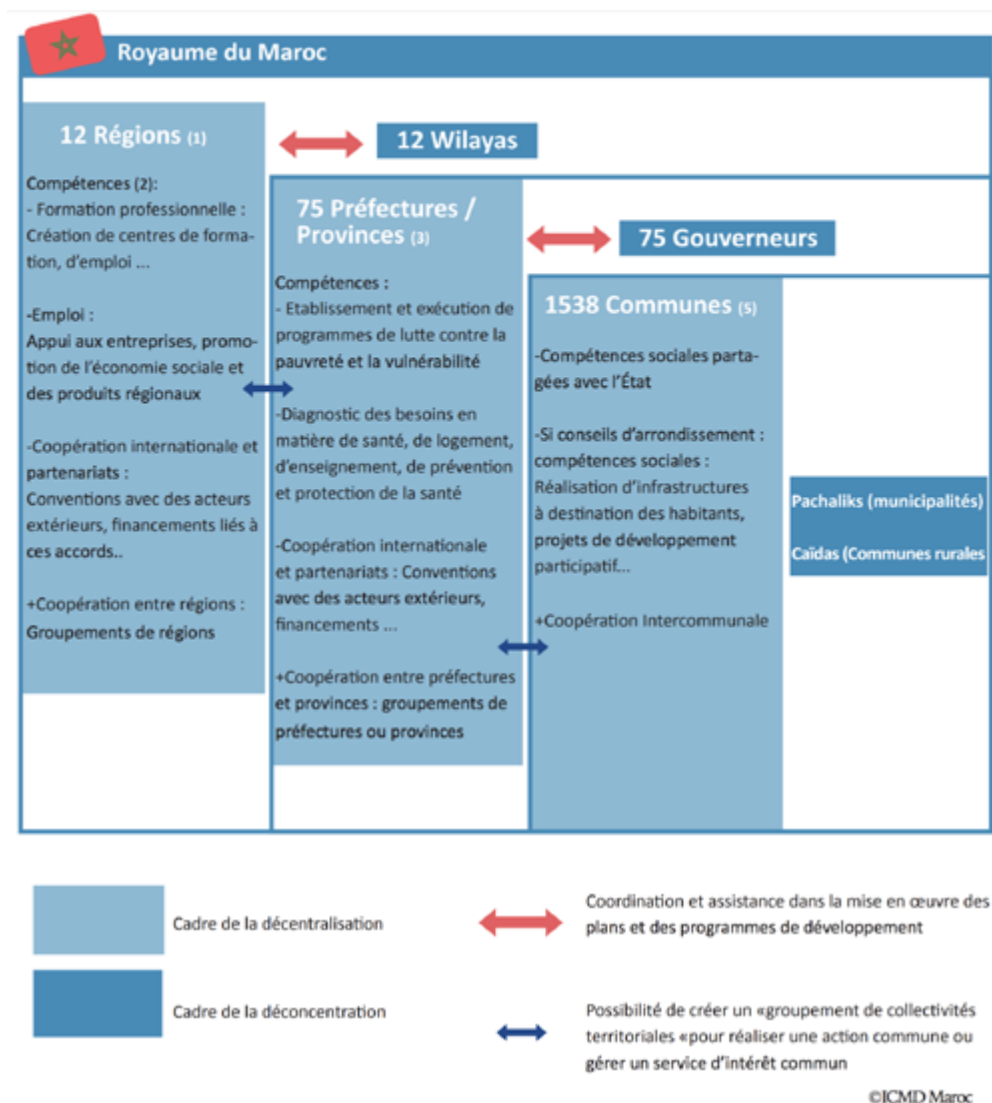 Royaume du Maroc
12 Régions (1)
Compétences (2):
- Formation professionnelle :
Création de centres de forma-
tion, d'emploi ...
-Emploi :
Appui aux entreprises, promo-
tion de l'économie sociale et
des produits régionaux
-Coopération internationale et
partenariats :
Conventions avec des acteurs
extérieurs, financements liés à
ces accords..
+Coopération entre régions :
Groupements de régions
12 Wilayas
75 Préfectures /
Provinces (3)
Compétences :
- Etablissement et exécution de
programmes de lutte contre la
pauvreté et la vulnérabilité
-Diagnostic des besoins en
matière de santé, de logement,
d'enseignement, de prévention
et protection de la santé
-Coopération internationale
et partenariats : Conventions
avec des acteurs extérieurs,
financements ...
+Coopération entre préfectures
et provinces : groupements de
préfectures ou provinces
75 Gouverneurs
1538 Communes (5)
-Compétences sociales parta-
gées avec l'État
-Si conseils d'arrondissement :
compétences sociales :
Réalisation d'infrastructures
à destination des habitants,
projets de développement
participatif...
+Coopération Intercommunale
Pachaliks (municipalités)
Caïdas (Communes rurales
Cadre de la décentralisation
Cadre de la déconcentration
Coordination et assistance dans la mise en œuvre des
plans et des programmes de développement
Possibilité de créer un «groupement de collectivités
territoriales «pour réaliser une action commune ou
gérer un service d'intérêt commun
©ICMD Maroc